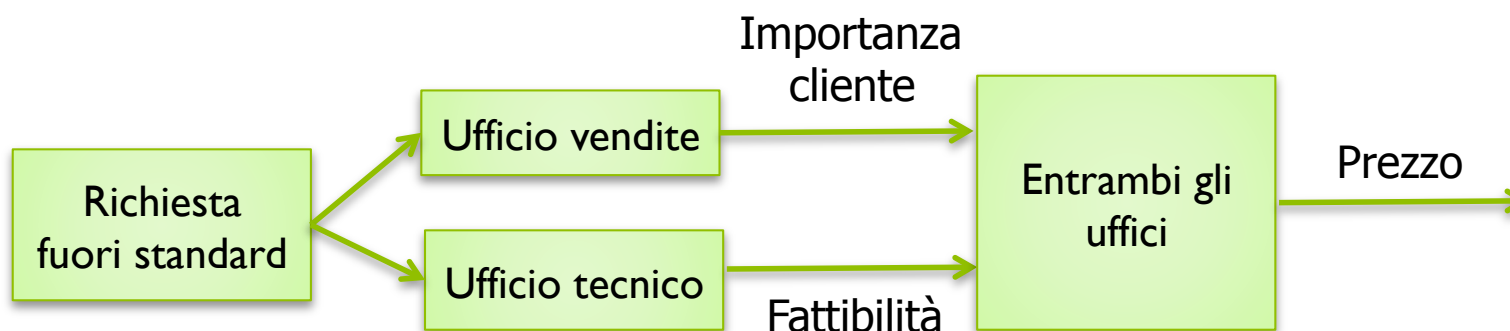 Importanza
cliente
Ufficio vendite
Richiesta
fuori standard
Entrambi gli
uffici
Prezzo
Ufficio tecnico
Fattibilità